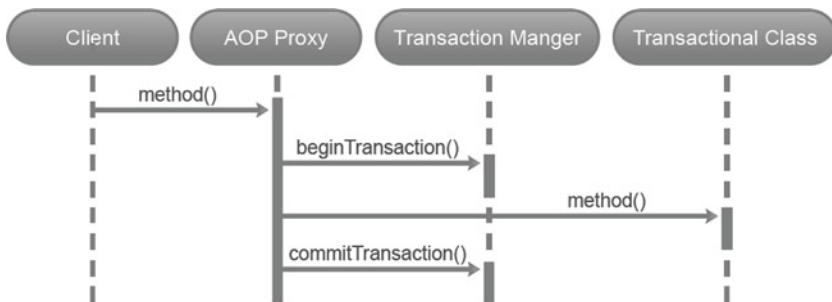 Client
AOP Proxy
Transaction Manger
Transactional Class
method()
beginTransaction()
method()
commitTransaction()